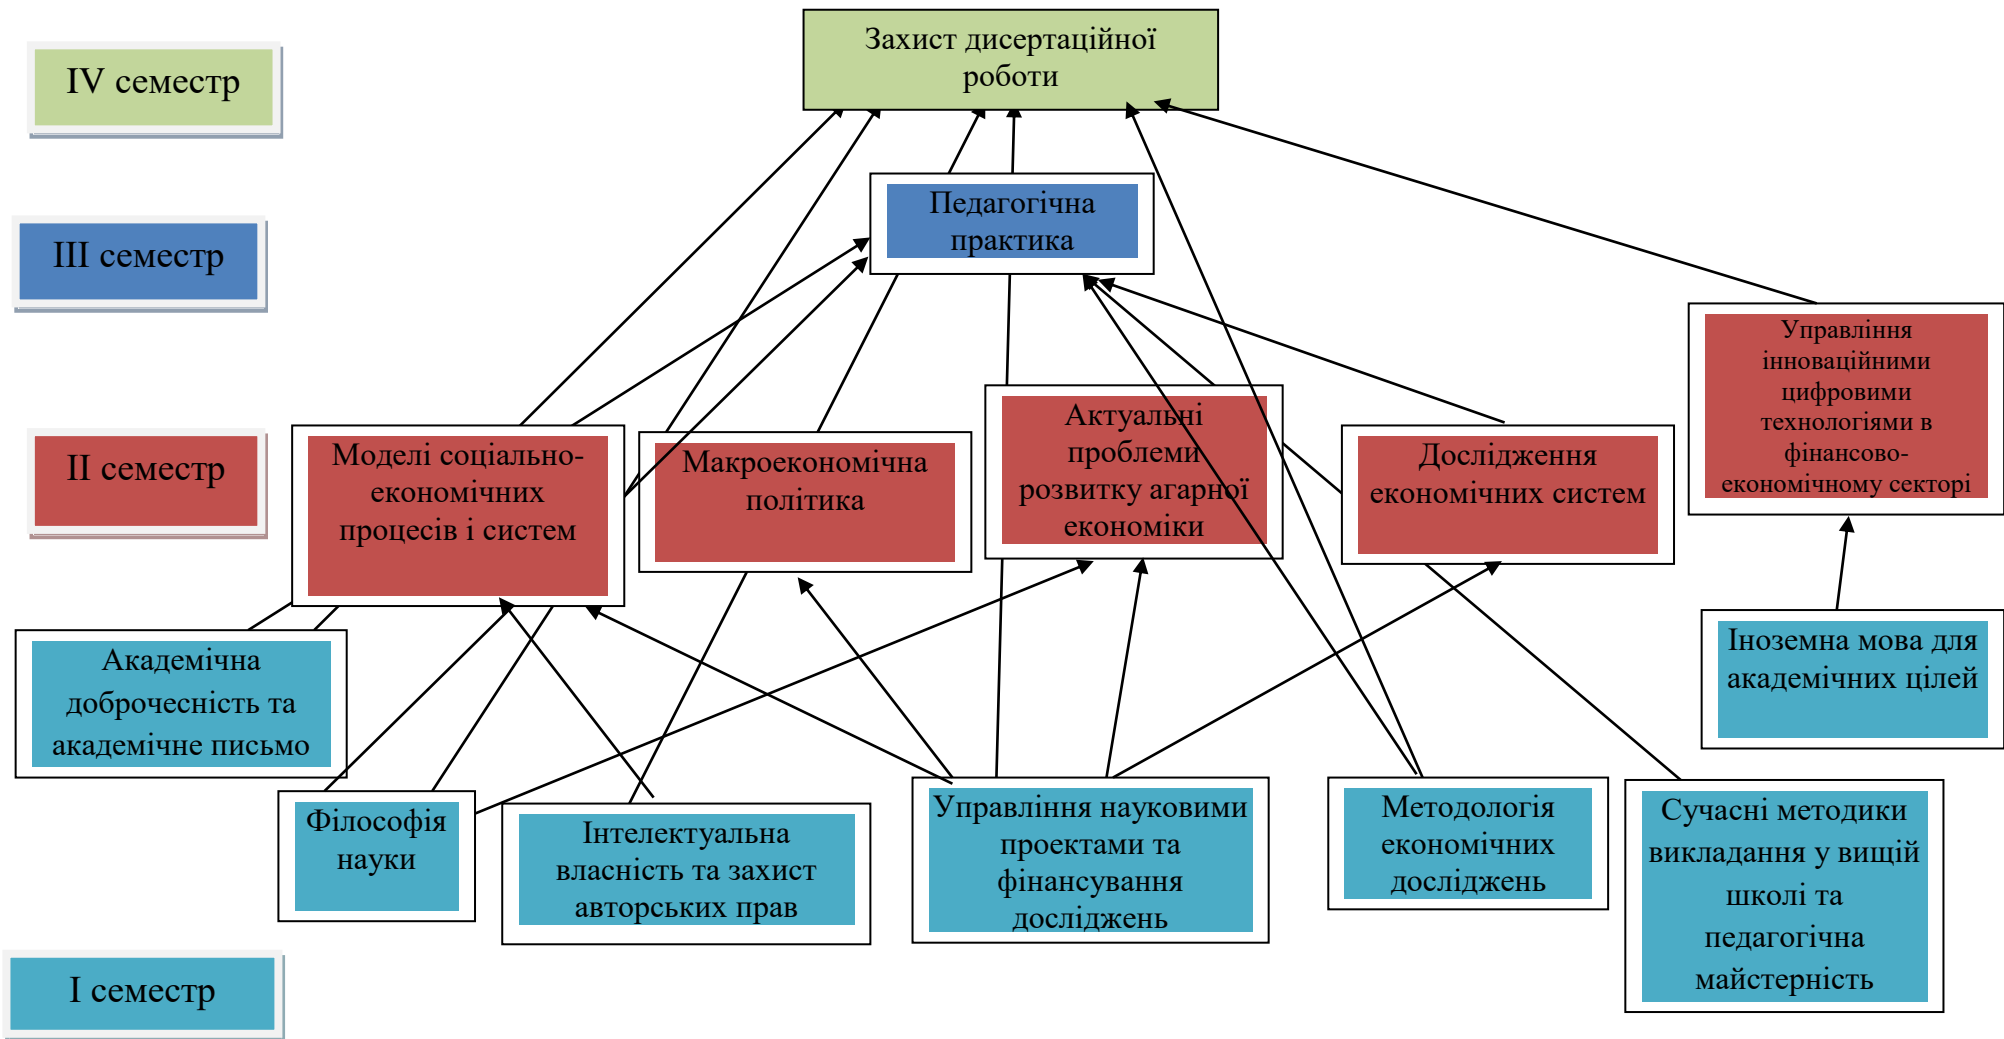 Захист дисертаційної
роботи
IV семестр
Педагогічна
практика
III семестр
Управління
інноваційними
цифровими
технологіями в
фінансово-
економічному секторі
Актуальні
проблеми
розвитку агарної
економіки
II семестр
Моделі соціально-
економічних
процесів і систем
Макроекономічна
політика
Дослідження
економічних систем
Академічна
доброчесність та
академічне письмо
Іноземна мова для
академічних цілей
Філософія
науки
Інтелектуальна
власність та захист
авторських прав
Управління науковими
проектами та
фінансування
досліджень
Методологія
економічних
досліджень
Сучасні методики
викладання у вищій
школі та
педагогічна
майстерність
I семестр